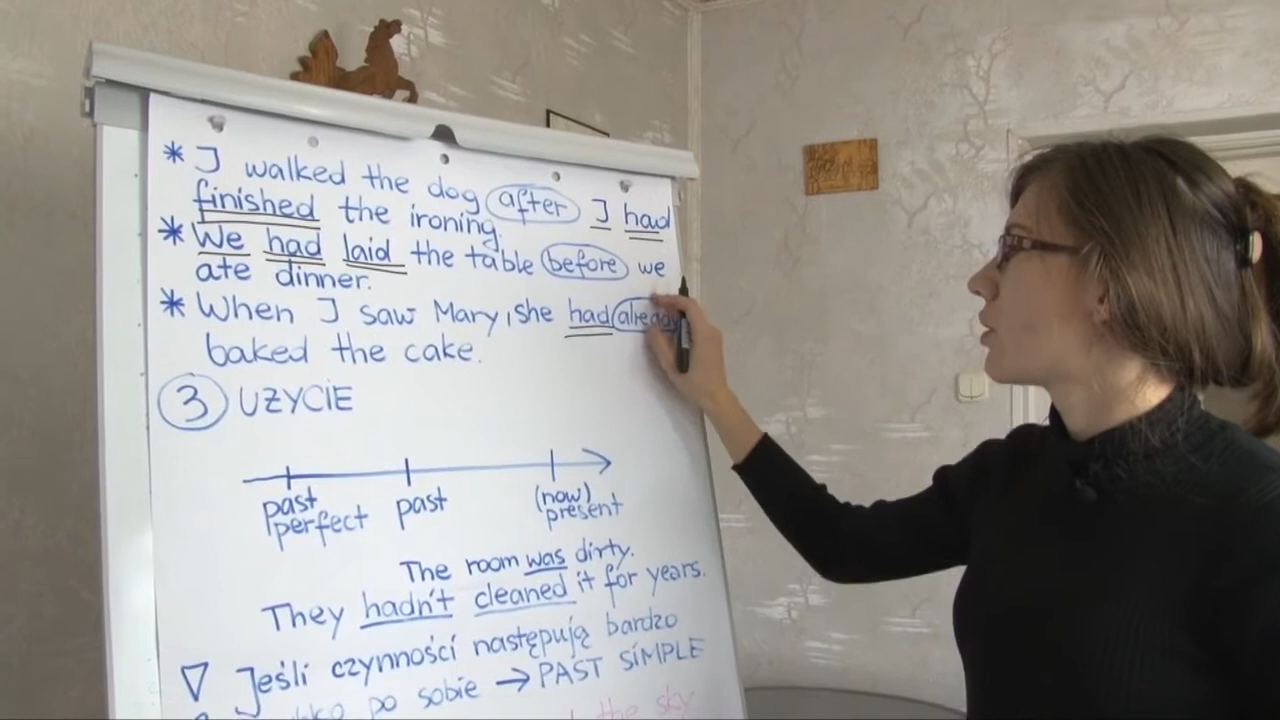 * I walked the dog after I had
finished the ironing.
* We had laid the table before we
ate dinner.
* When I saw Mary, she had already
baked the cake.
3 UŻYCIE
past perfect past (now) present
The room was dirty.
They hadn't cleaned it for years.
Jeśli czynności następują bardzo
po sobie → PAST SIMPLE
the sky